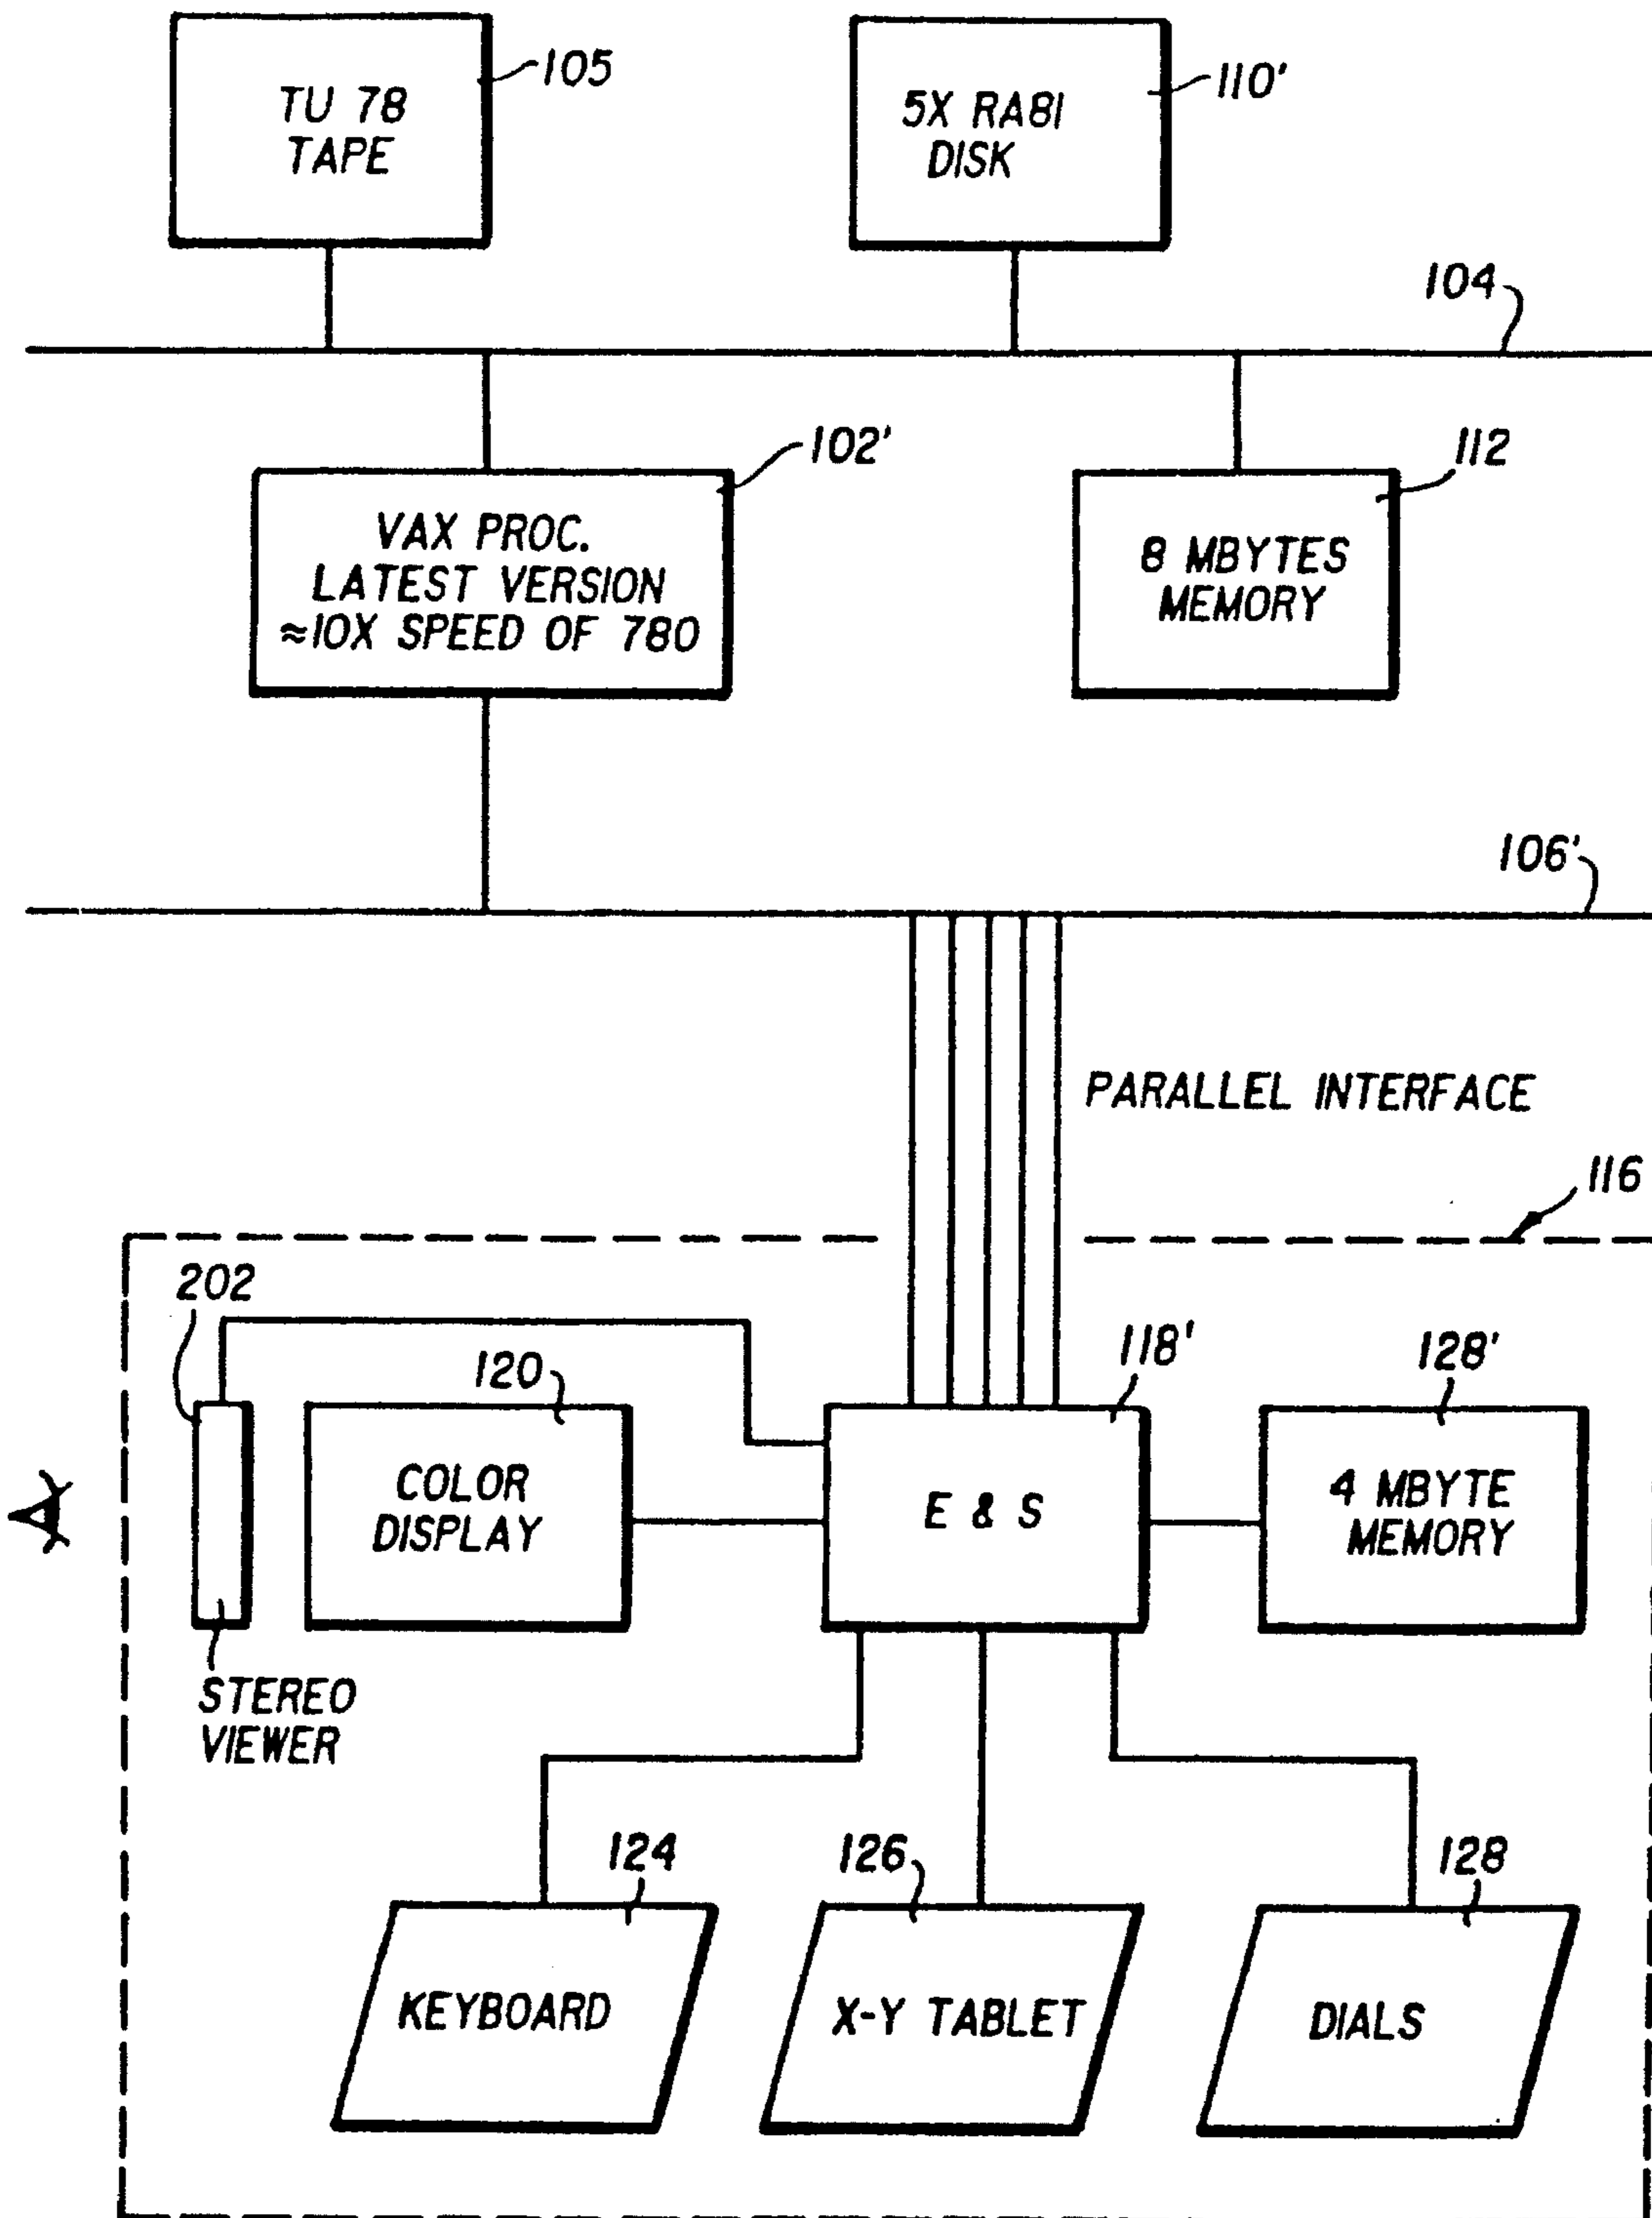 105
TU 78
TAPE
110'
5X RA81
DISK
104
102'
VAX PROC.
LATEST VERSION
≈10X SPEED OF 780
112
8 MBYTES
MEMORY
106'
PARALLEL INTERFACE
116
202
120
COLOR
DISPLAY
118'
E & S
128'
4 MBYTE
MEMORY
STEREO
VIEWER
124
KEYBOARD
126
X-Y TABLET
128
DIALS